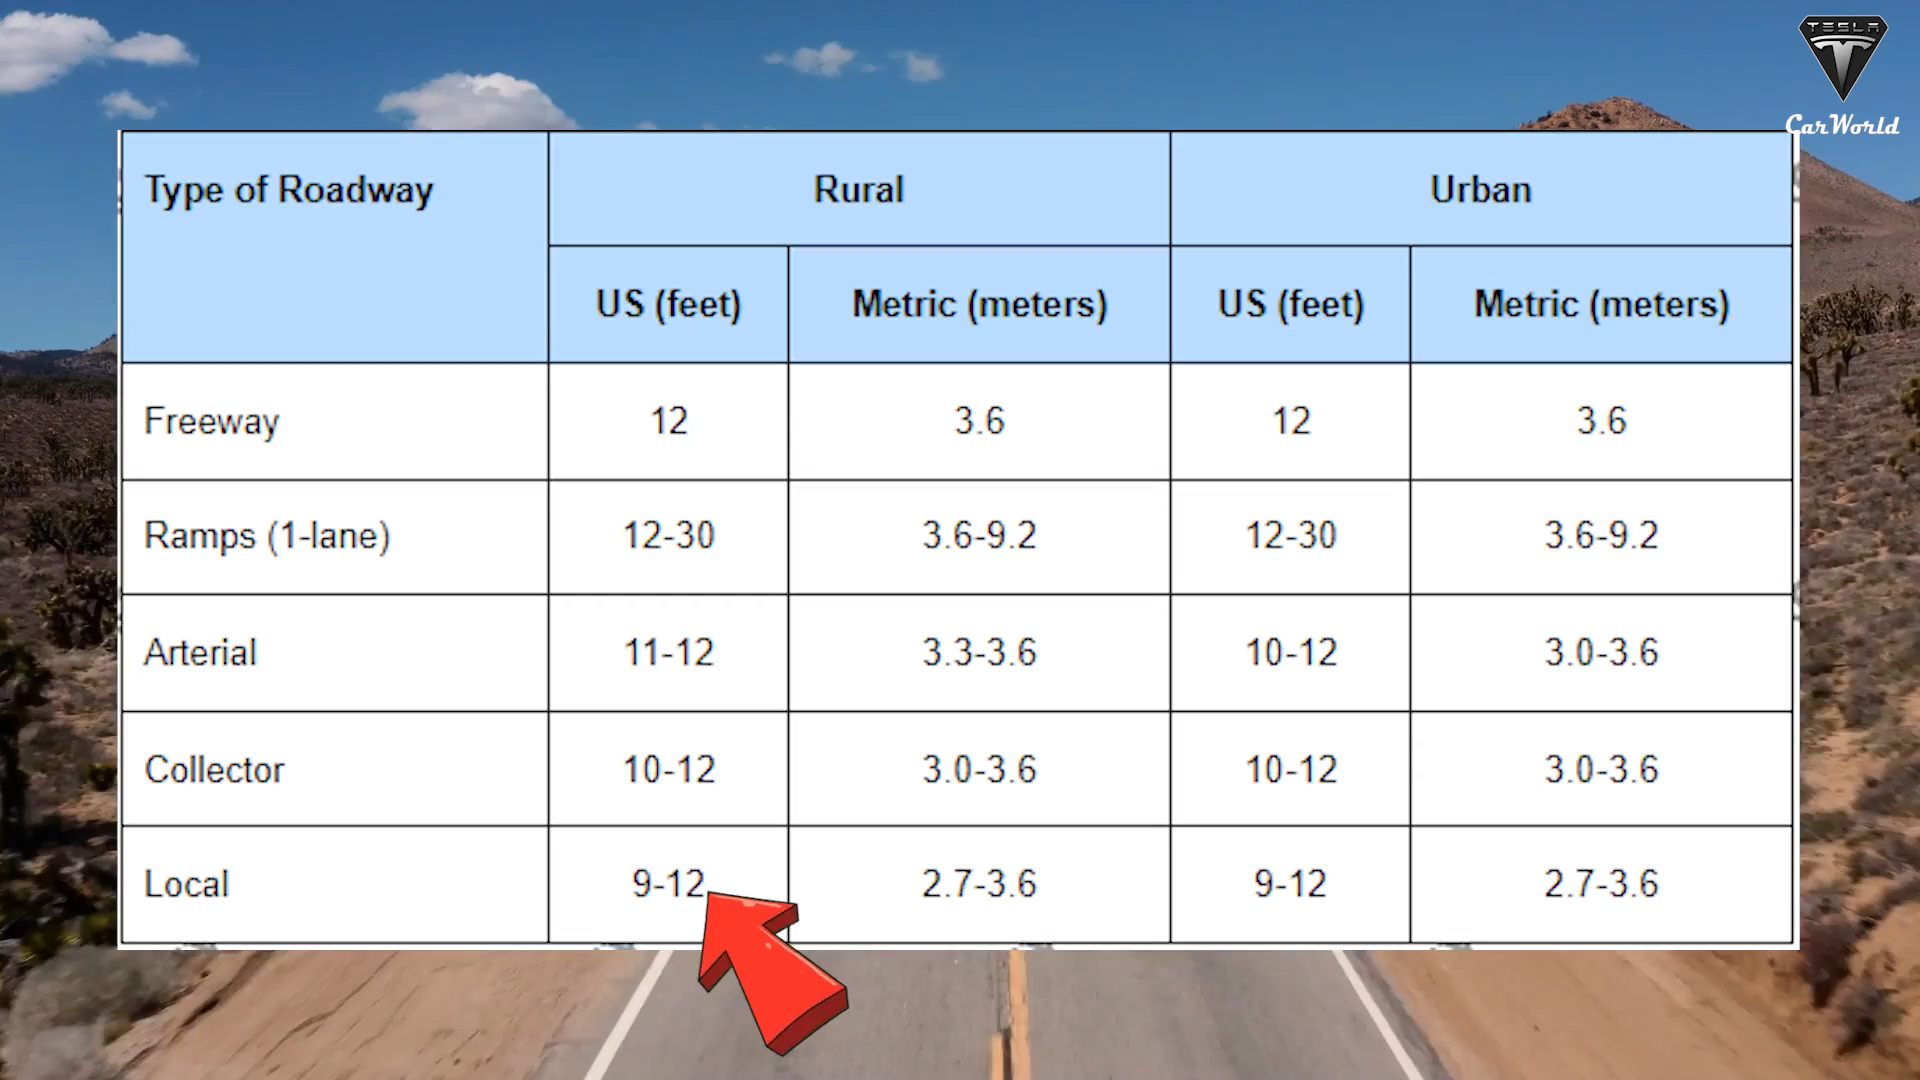 TESLA
CarWorld
Type of Roadway Rural Urban
US (feet) Metric (meters) US (feet) Metric (meters)
Freeway 12 3.6 12 3.6
Ramps (1-lane) 12-30 3.6-9.2 12-30 3.6-9.2
Arterial 11-12 3.3-3.6 10-12 3.0-3.6
Collector 10-12 3.0-3.6 10-12 3.0-3.6
Local 9-12 2.7-3.6 9-12 2.7-3.6